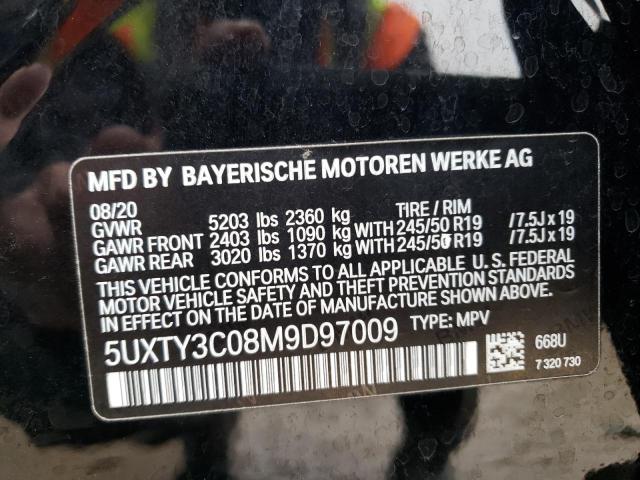 MFD BY BAYERISCHE MOTOREN WERKE AG
08/20 TIRE / RIM
GVWR 5203 lbs 2360 kg
GAWR FRONT 2403 lbs 1090 kg WITH 245/50 R19 /7.5J x 19
GAWR REAR 3020 lbs 1370 kg WITH 245/50 R19 /7.5J x 19
THIS VEHICLE CONFORMS TO ALL APPLICABLE U. S. FEDERAL
MOTOR VEHICLE SAFETY AND THEFT PREVENTION STANDARDS
IN EFFECT ON THE DATE OF MANUFACTURE SHOWN ABOVE.
5UXTY3C08M9D97009 TYPE: MPV
668U
7 320 730